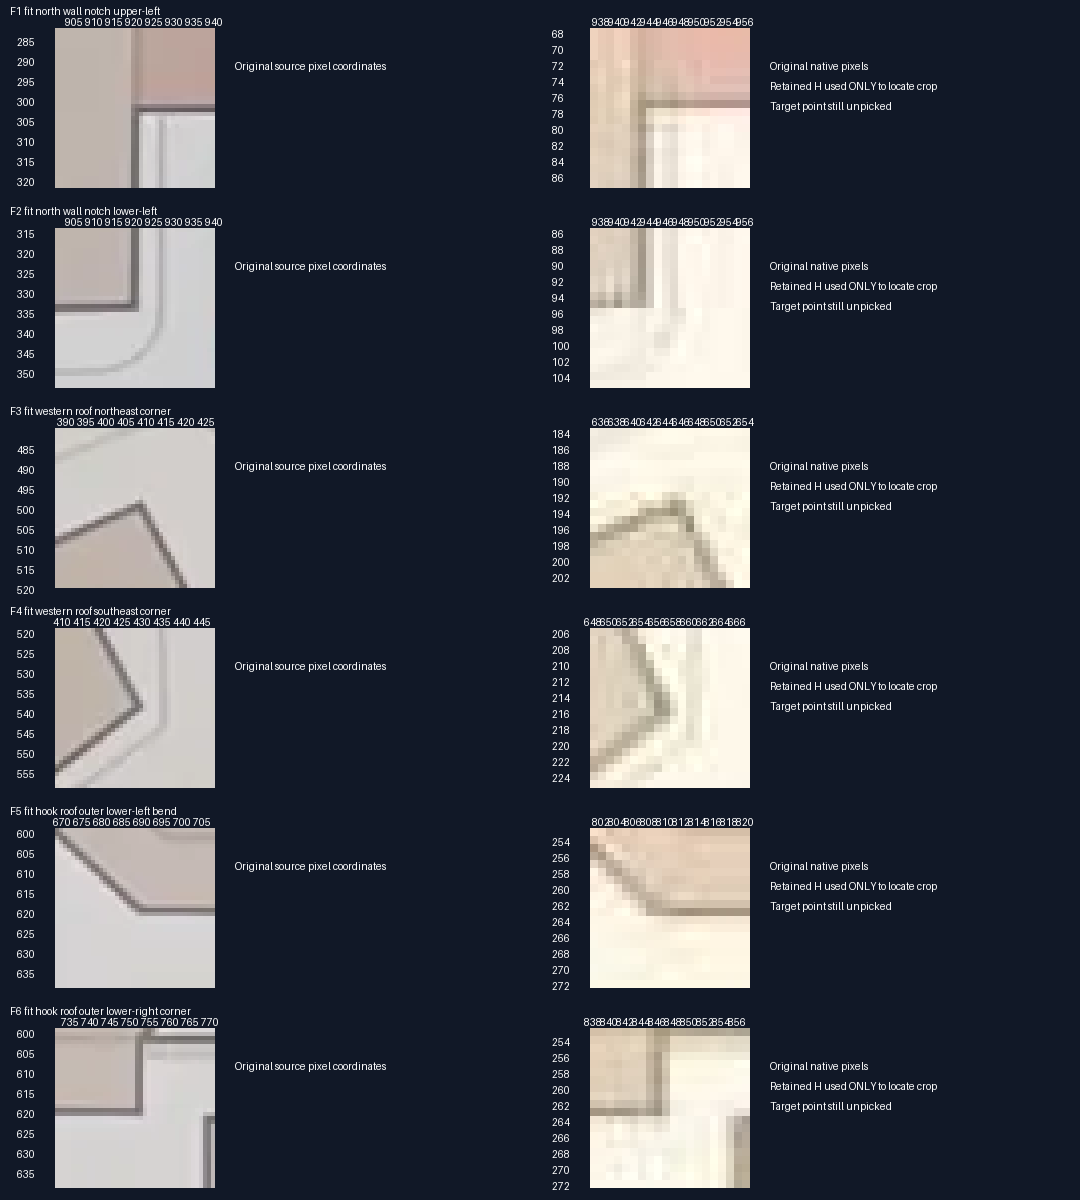 F1 fit north wall notch upper-left
905 910 915 920 925 930 935 940
938 940 942 944 946 948 950 952 954 956
285
290
295
300
305
310
315
320
Original source pixel coordinates
68
70
72
74
76
78
80
82
84
86
Original native pixels
Retained H used ONLY to locate crop
Target point still unpicked
F2 fit north wall notch lower-left
905 910 915 920 925 930 935 940
938 940 942 944 946 948 950 952 954 956
315
320
325
330
335
340
345
350
Original source pixel coordinates
86
88
90
92
94
96
98
100
102
104
Original native pixels
Retained H used ONLY to locate crop
Target point still unpicked
F3 fit western roof northeast corner
390 395 400 405 410 415 420 425
636 638 640 642 644 646 648 650 652 654
485
490
495
500
505
510
515
520
Original source pixel coordinates
184
186
188
190
192
194
196
198
200
202
Original native pixels
Retained H used ONLY to locate crop
Target point still unpicked
F4 fit western roof southeast corner
410 415 420 425 430 435 440 445
648 650 652 654 656 658 660 662 664 666
520
525
530
535
540
545
550
555
Original source pixel coordinates
206
208
210
212
214
216
218
220
222
224
Original native pixels
Retained H used ONLY to locate crop
Target point still unpicked
F5 fit hook roof outer lower-left bend
670 675 680 685 690 695 700 705
802 804 806 808 810 812 814 816 818 820
600
605
610
615
620
625
630
635
Original source pixel coordinates
254
256
258
260
262
264
266
268
270
272
Original native pixels
Retained H used ONLY to locate crop
Target point still unpicked
F6 fit hook roof outer lower-right corner
735 740 745 750 755 760 765 770
838 840 842 844 846 848 850 852 854 856
600
605
610
615
620
625
630
635
Original source pixel coordinates
254
256
258
260
262
264
266
268
270
272
Original native pixels
Retained H used ONLY to locate crop
Target point still unpicked